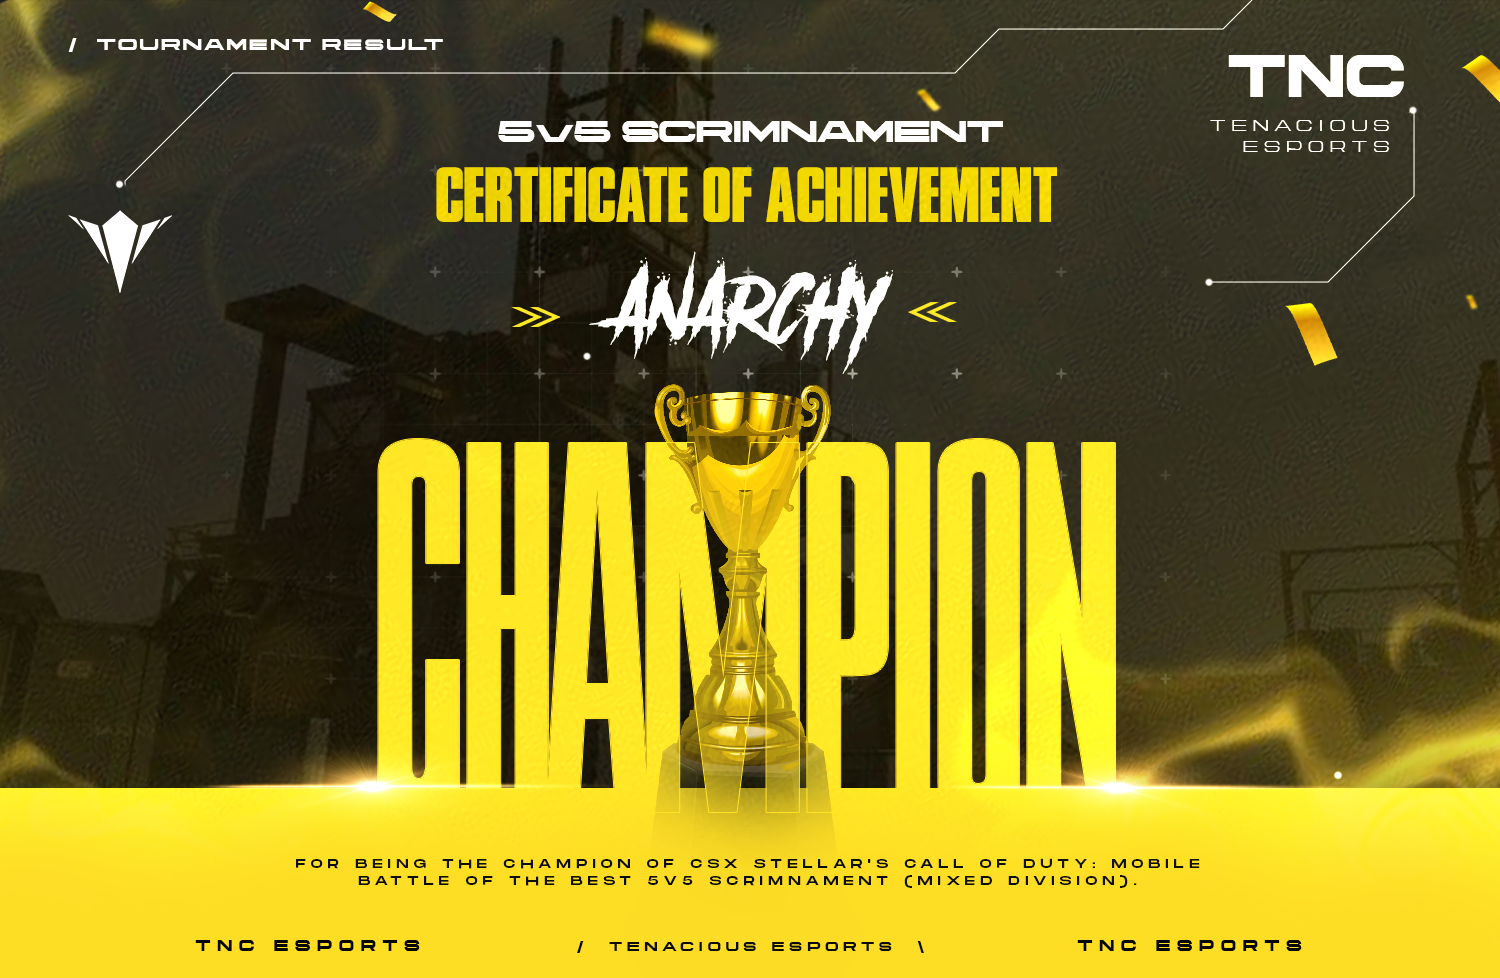 / TOURNAMENT RESULT
TNC
TENACIOUS
ESPORTS
5v5 SCRIMNAMENT
CERTIFICATE OF ACHIEVEMENT
ANARCHY
CHAMPION
FOR BEING THE CHAMPION OF CSX STELLAR'S CALL OF DUTY: MOBILE
BATTLE OF THE BEST 5V5 SCRIMNAMENT (MIXED DIVISION).
TNC ESPORTS
/ TENACIOUS ESPORTS \
TNC ESPORTS